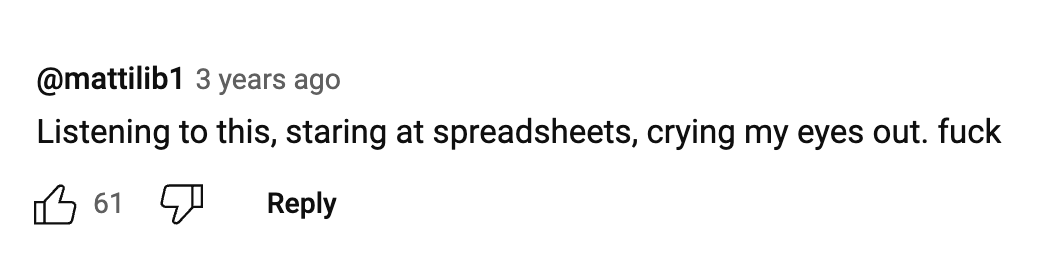 @mattilib1 3 years ago
Listening to this, staring at spreadsheets, crying my eyes out. fuck
61 Reply